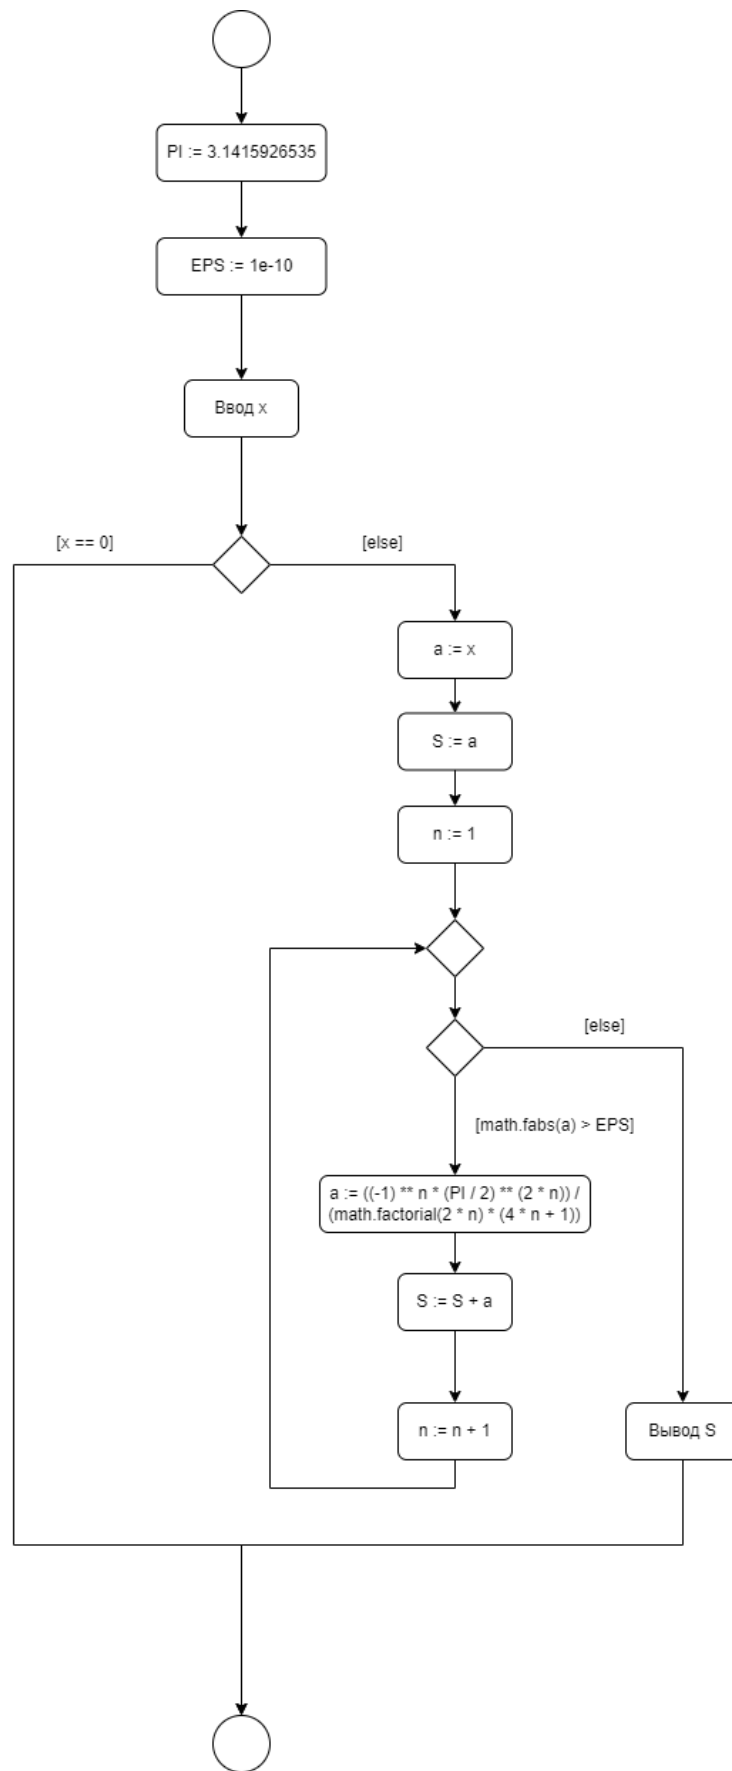 PI := 3.1415926535
EPS := 1e-10
Ввод x
[x == 0]
[else]
a := x
S := a
n := 1
[else]
[math.fabs(a) > EPS]
a := ((-1) ** n * (PI / 2) ** (2 * n)) /
(math.factorial(2 * n) * (4 * n + 1))
S := S + a
n := n + 1
Вывод S